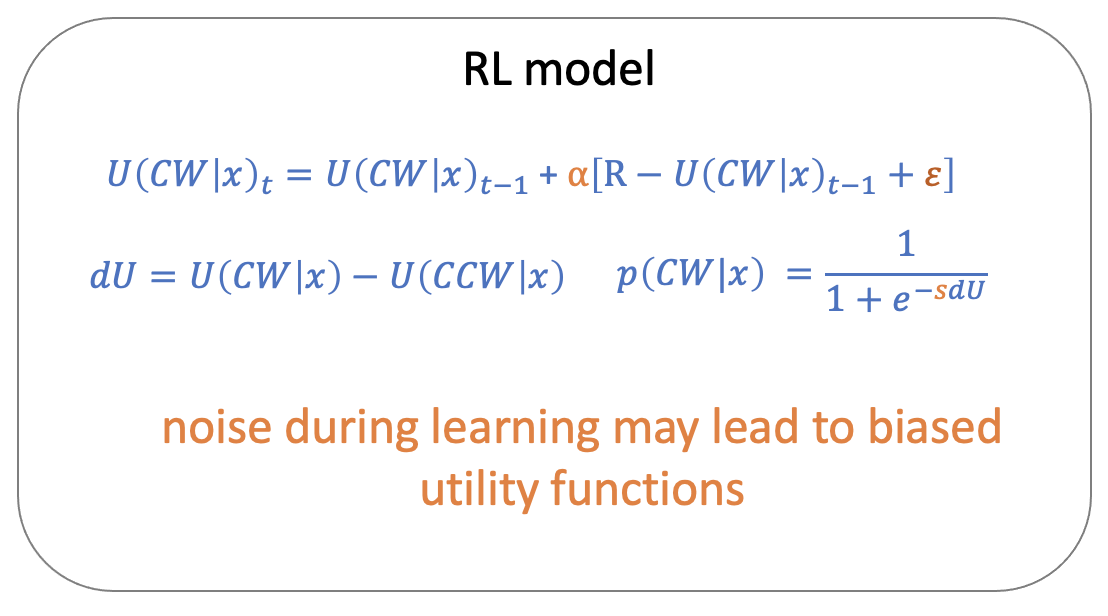 RL model
U(CW|x)ₜ = U(CW|x)ₜ₋₁ + α[R − U(CW|x)ₜ₋₁ + ε]
dU = U(CW|x) − U(CCW|x) p(CW|x) = 1 / (1 + e^(−sdU))
noise during learning may lead to biased
utility functions